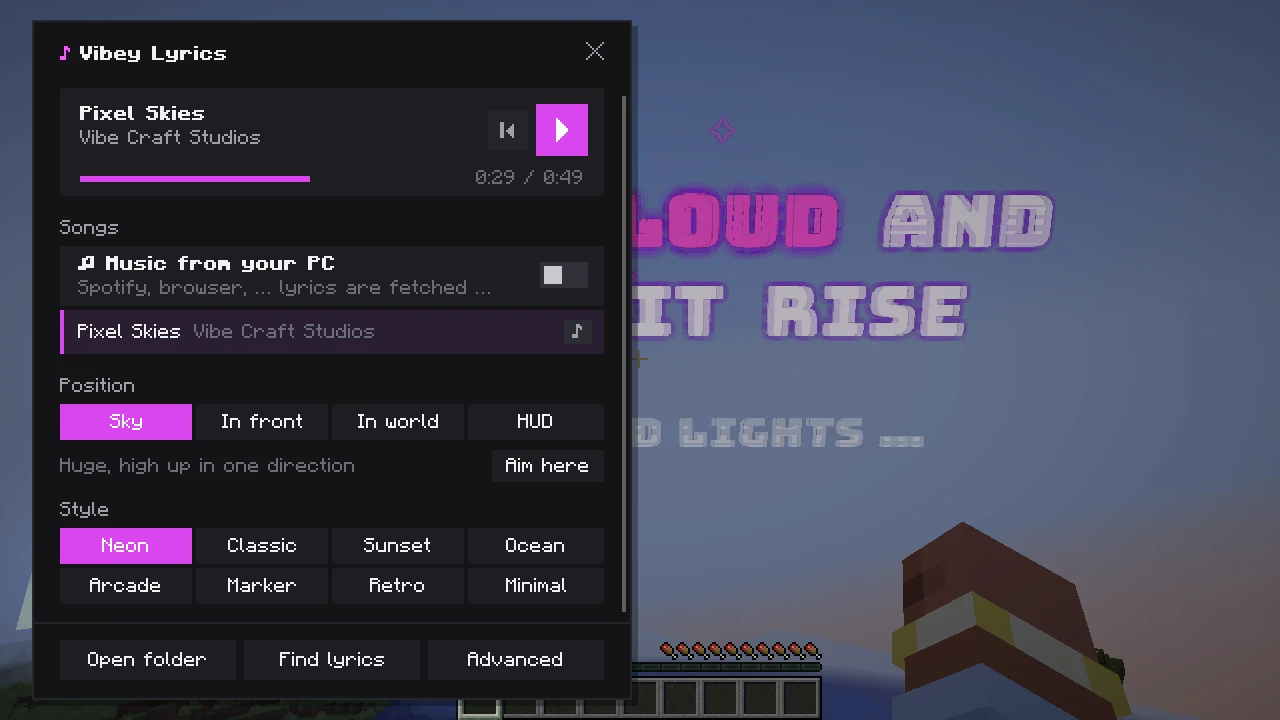 Vibey Lyrics
Pixel Skies
Vibe Craft Studios
0:29 / 0:49
Songs
Music from your PC
Spotify, browser, ... lyrics are fetched ...
Pixel Skies Vibe Craft Studios
Position
Sky In front In world HUD
Huge, high up in one direction Aim here
Style
Neon Classic Sunset Ocean
Arcade Marker Retro Minimal
Open folder Find lyrics Advanced
AND
IT RISE
LIGHTS ...